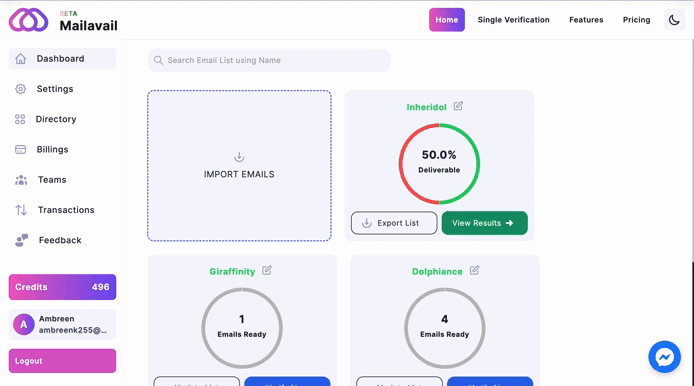 BETA
Mailavail
Home
Single Verification
Features
Pricing
Dashboard
Settings
Directory
Billings
Teams
Transactions
Feedback
Credits 496
A
Ambreen
ambreenk255@...
Logout
Search Email List using Name
IMPORT EMAILS
Inheridol
50.0%
Deliverable
Export List
View Results
Giraffinity
1
Emails Ready
Dolphiance
4
Emails Ready